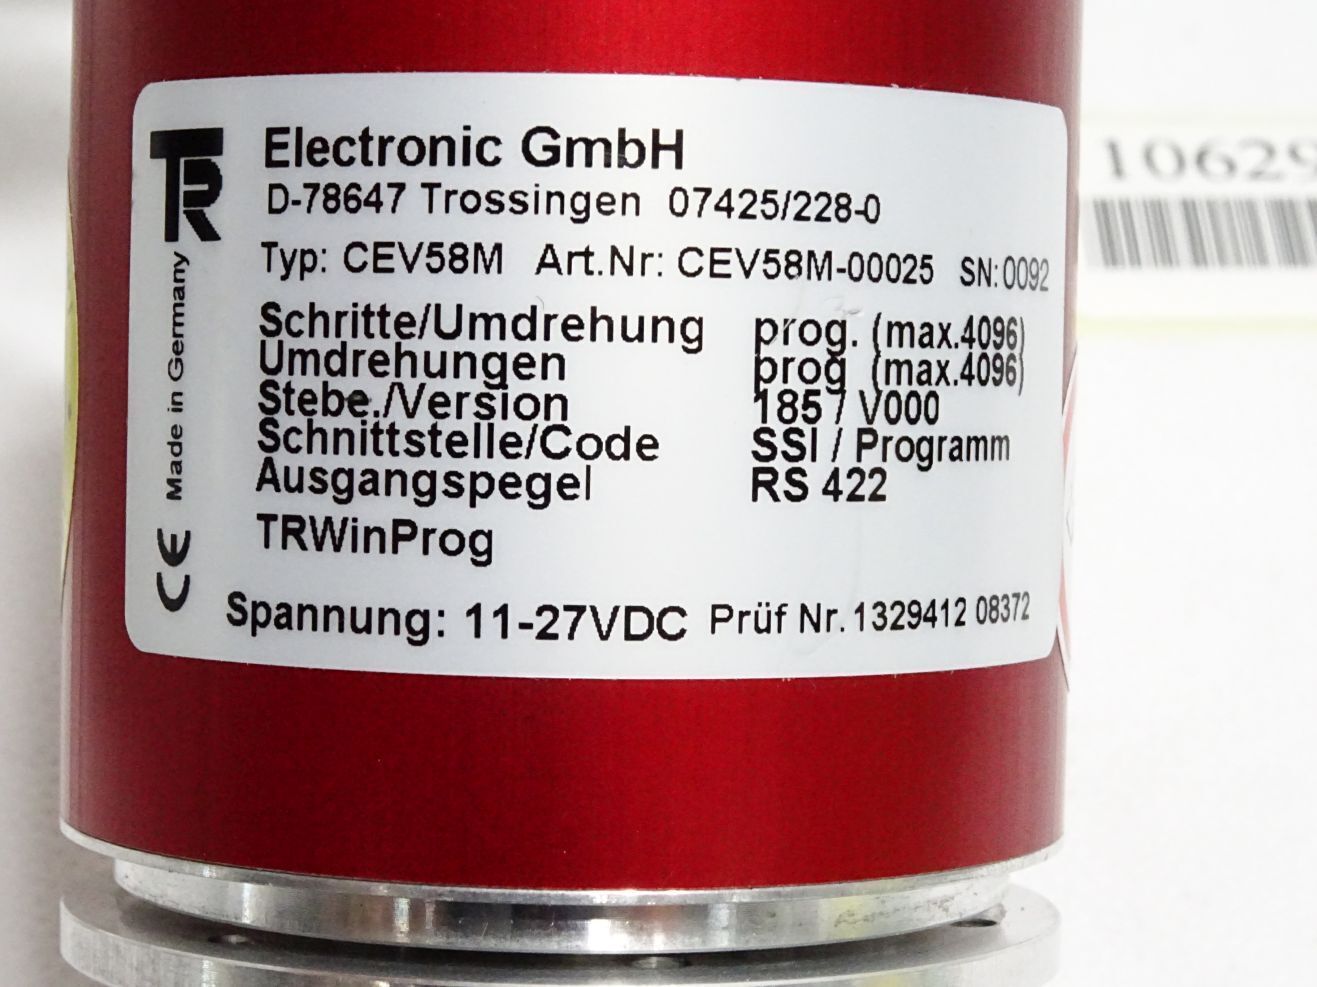 TR
Electronic GmbH
D-78647 Trossingen 07425/228-0
Typ: CEV58M Art.Nr: CEV58M-00025 SN:0092
Schritte/Umdrehung prog. (max.4096)
Umdrehungen prog (max.4096)
Stebe./Version 185 / V000
Schnittstelle/Code SSI / Programm
Ausgangspegel RS 422
TRWinProg
Spannung: 11-27VDC Prüf Nr. 1329412 08372
Made in Germany
CE
10629